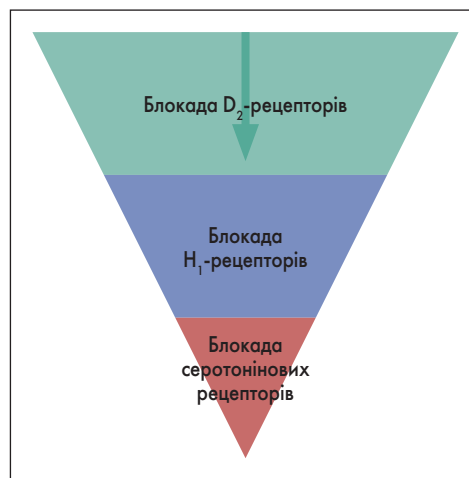 Блокада D₂-рецепторів
Блокада
H₁-рецепторів
Блокада
серотонінових
рецепторів